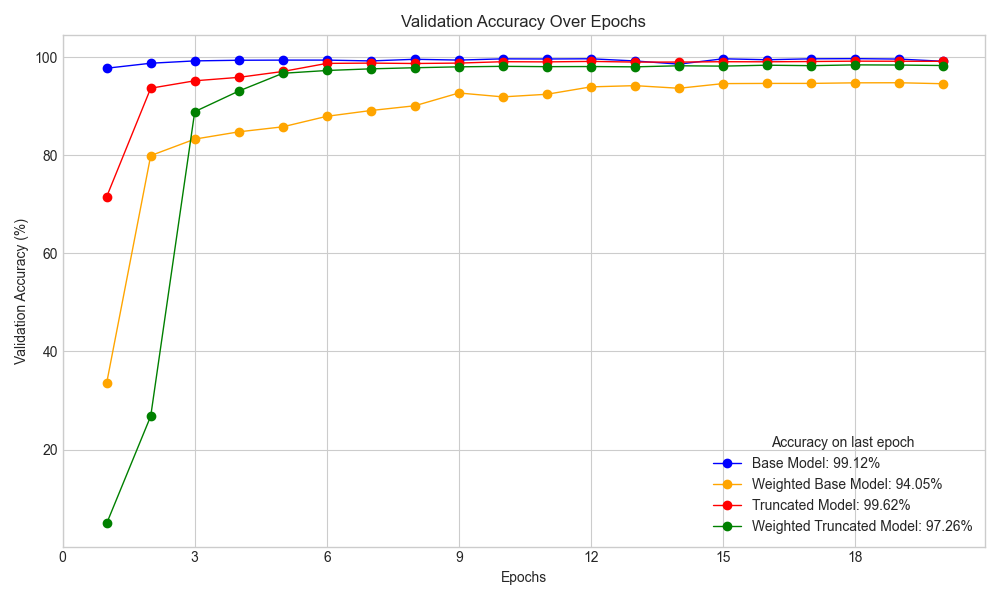 Validation Accuracy Over Epochs
Validation Accuracy (%)
100
80
60
40
20
0 3 6 9 12 15 18
Epochs
Accuracy on last epoch
Base Model: 99.12%
Weighted Base Model: 94.05%
Truncated Model: 99.62%
Weighted Truncated Model: 97.26%